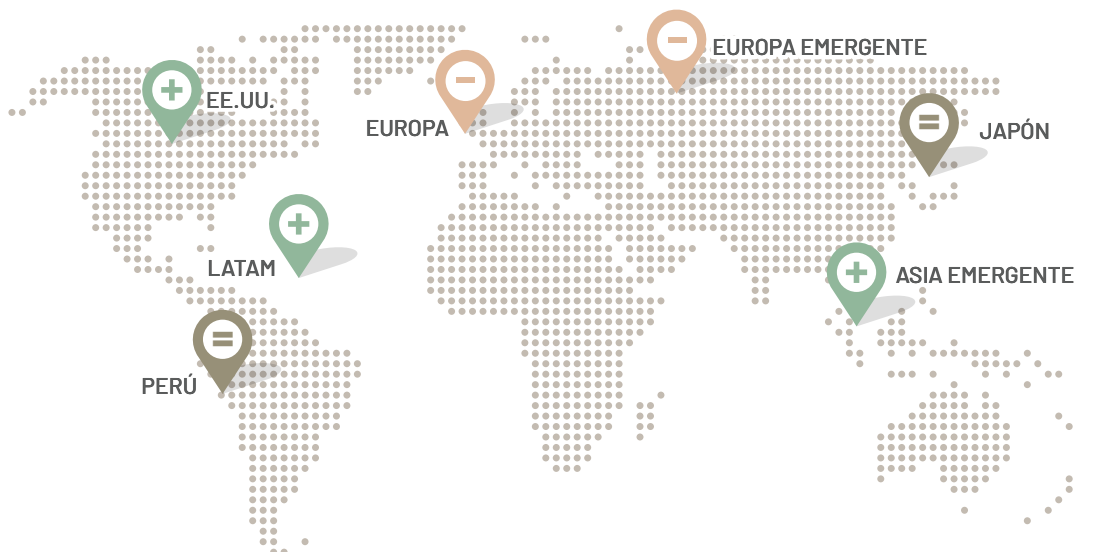 EUROPA EMERGENTE
EE.UU.
EUROPA
JAPÓN
LATAM
ASIA EMERGENTE
PERÚ